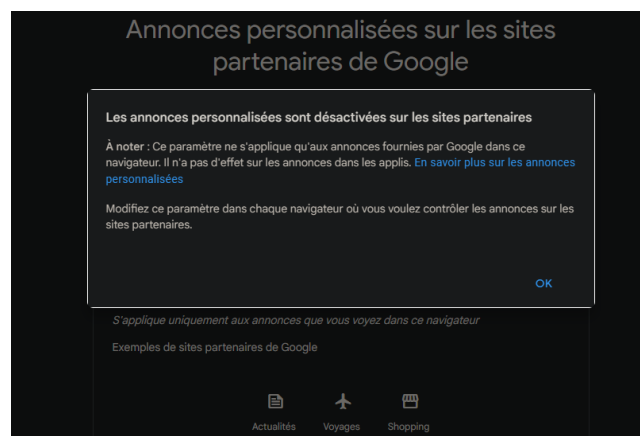 Annonces personnalisées sur les sites
partenaires de Google
Les annonces personnalisées sont désactivées sur les sites partenaires
À noter : Ce paramètre ne s'applique qu'aux annonces fournies par Google dans ce
navigateur. Il n'a pas d'effet sur les annonces dans les applis. En savoir plus sur les annonces
personnalisées
Modifiez ce paramètre dans chaque navigateur où vous voulez contrôler les annonces sur les
sites partenaires.
OK
S'applique uniquement aux annonces que vous voyez dans ce navigateur
Exemples de sites partenaires de Google
Actualités Voyages Shopping